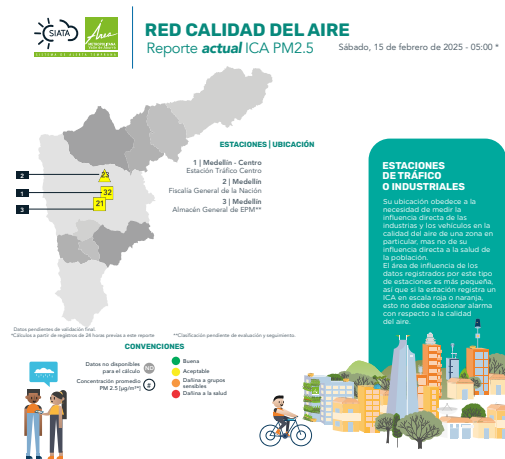 SIATA
SISTEMA DE ALERTA TEMPRANA
Área
METROPOLITANA
Valle de Aburrá
RED CALIDAD DEL AIRE
Reporte actual ICA PM2.5
Sábado, 15 de febrero de 2025 - 05:00 *
ESTACIONES | UBICACIÓN
1 | Medellín - Centro
Estación Tráfico Centro
2 | Medellín
Fiscalía General de la Nación
3 | Medellín
Almacén General de EPM**
2
23
1
32
3
21
ESTACIONES
DE TRÁFICO
O INDUSTRIALES
Su ubicación obedece a la
necesidad de medir la
influencia directa de las
industrias y los vehículos en la
calidad del aire de una zona en
particular, mas no de su
influencia directa a la salud de
la población.
El área de influencia de los
datos registrados por este tipo
de estaciones es más pequeña,
así que si la estación registra un
ICA en escala roja o naranja,
esto no debe ocasionar alarma
con respecto a la calidad
del aire.
Datos pendientes de validación final.
*Cálculos a partir de registros de 24 horas previas a este reporte
**Clasificación pendiente de evaluación y seguimiento.
CONVENCIONES
Datos no disponibles
para el cálculo
ND
Concentración promedio
PM 2.5 (µg/m³)
#
Buena
Aceptable
Dañina a grupos
sensibles
Dañina a la salud